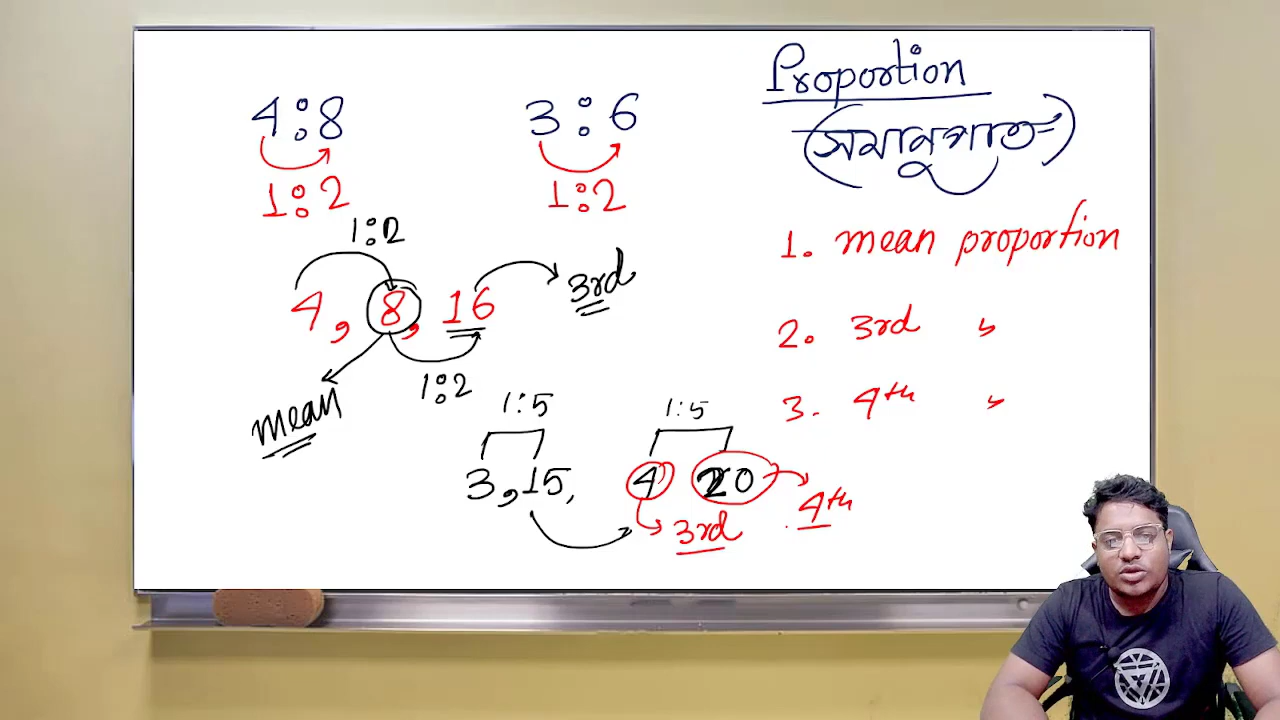 Proportion
(সমানুপাত)
4:8
1:2
3:6
1:2
1. mean proportion
2. 3rd "
3. 4th "
1:2
4, 8, 16
3rd
1:2
mean
1:5
1:5
3, 15, 4 20
3rd
4th